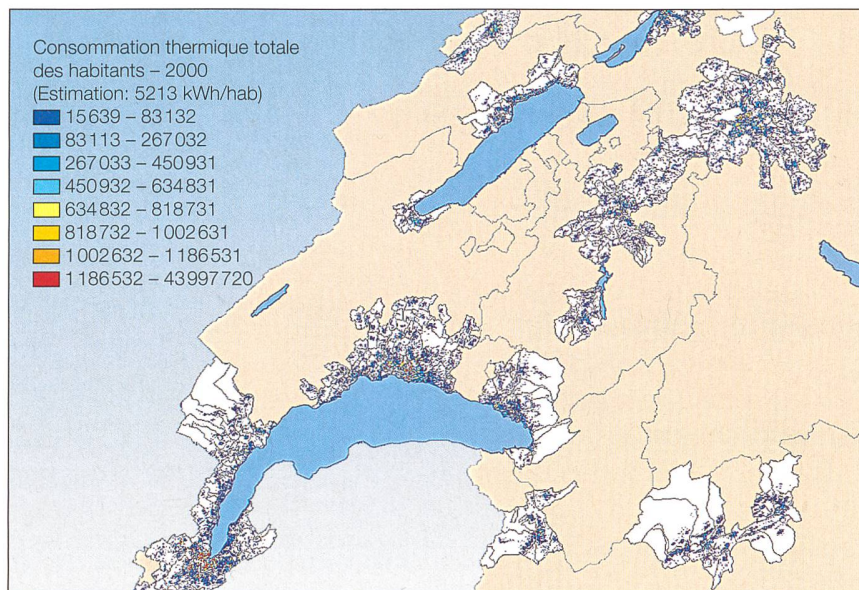 Consommation thermique totale
des habitants – 2000
(Estimation: 5213 kWh/hab)
15639 – 83132
83113 – 267032
267033 – 450931
450932 – 634831
634832 – 818731
818732 – 1002631
1002632 – 1186531
1186532 – 43997720